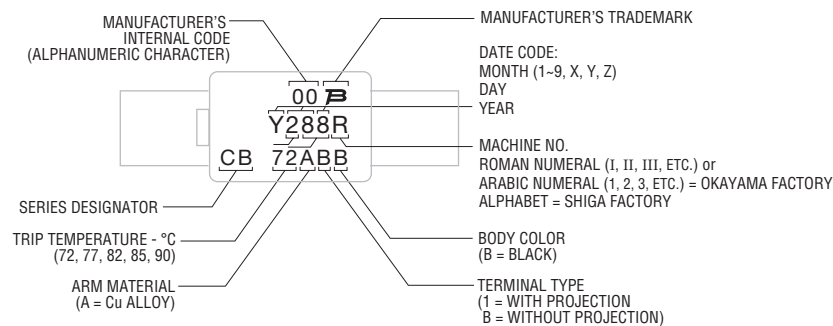 MANUFACTURER'S
INTERNAL CODE
(ALPHANUMERIC CHARACTER)
MANUFACTURER'S TRADEMARK
DATE CODE:
MONTH (1~9, X, Y, Z)
DAY
YEAR
00 B
Y288R
CB 72ABB
MACHINE NO.
ROMAN NUMERAL (I, II, III, ETC.) or
ARABIC NUMERAL (1, 2, 3, ETC.) = OKAYAMA FACTORY
ALPHABET = SHIGA FACTORY
SERIES DESIGNATOR
TRIP TEMPERATURE - °C
(72, 77, 82, 85, 90)
ARM MATERIAL
(A = Cu ALLOY)
BODY COLOR
(B = BLACK)
TERMINAL TYPE
(1 = WITH PROJECTION
B = WITHOUT PROJECTION)